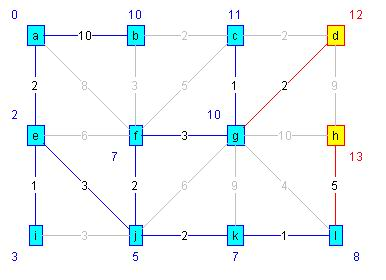 0 10 11 12
a 10 b 2 c 2 d
2 8 3 5 1 2 9
2 10
e 6 f 3 g 10 h
7 13
1 3 2 6 9 4 5
i 3 j 2 k 1 l
3 5 7 8